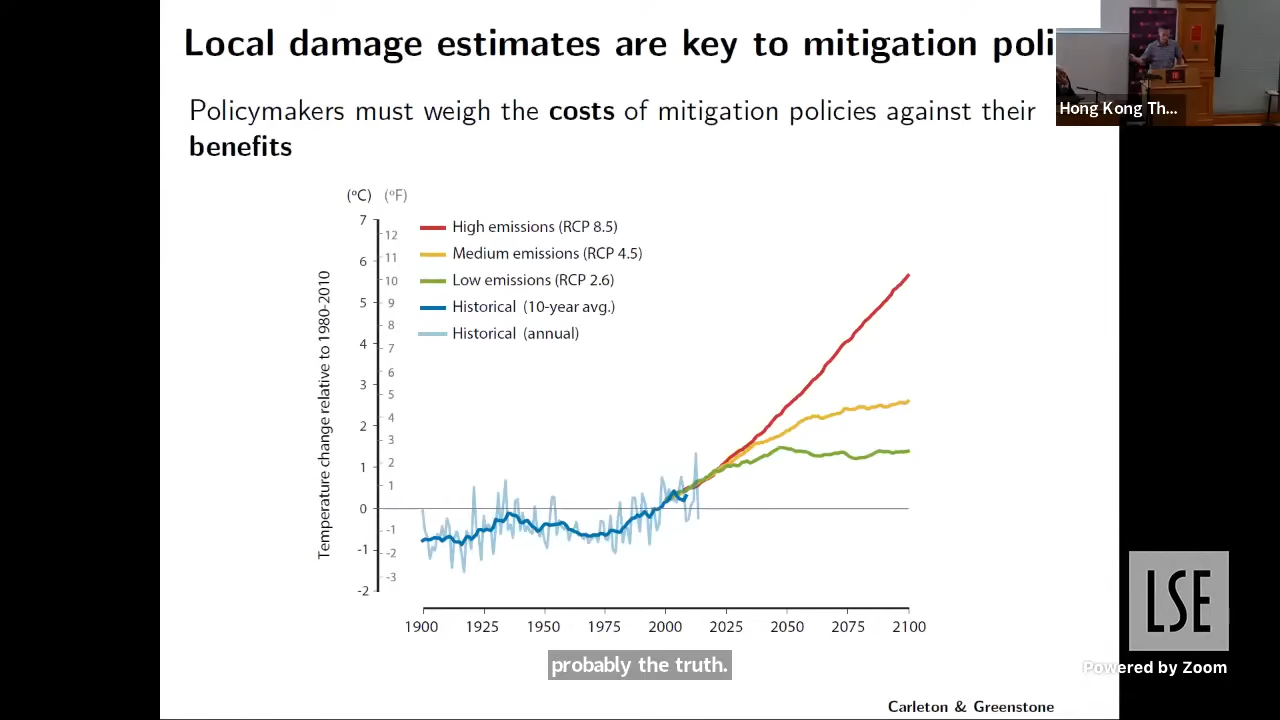 Local damage estimates are key to mitigation poli
Hong Kong Th...
Policymakers must weigh the costs of mitigation policies against their
benefits
(°C) (°F)
7
6
5
4
3
2
1
0
-1
-2
12
11
10
9
8
7
6
5
4
3
2
1
-1
-2
-3
Temperature change relative to 1980-2010
High emissions (RCP 8.5)
Medium emissions (RCP 4.5)
Low emissions (RCP 2.6)
Historical (10-year avg.)
Historical (annual)
1900 1925 1950 1975 2000 2025 2050 2075 2100
probably the truth.
LSE
Powered by Zoom
Carleton & Greenstone